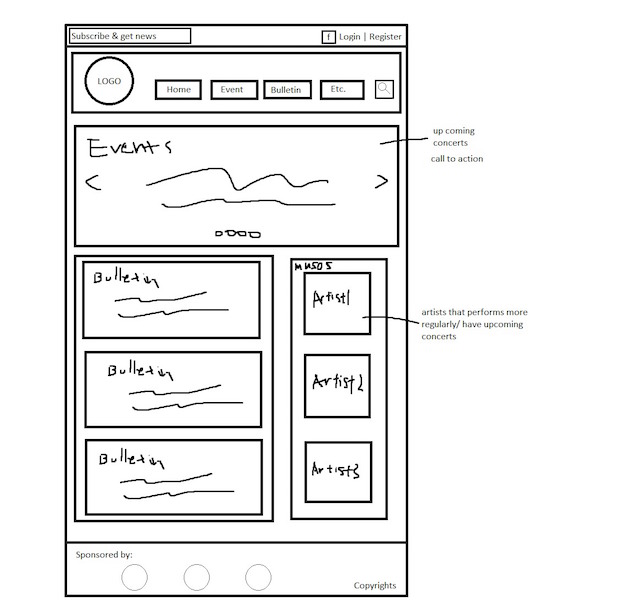 Subscribe & get news
f Login | Register
LOGO
Home
Event
Bulletin
Etc.
Events
up coming
concerts
call to action
< >
Bulletin
Bulletin
Bulletin
musos
Artist1
Artist2
Artist3
artists that performs more
regularly/ have upcoming
concerts
Sponsored by:
Copyrights